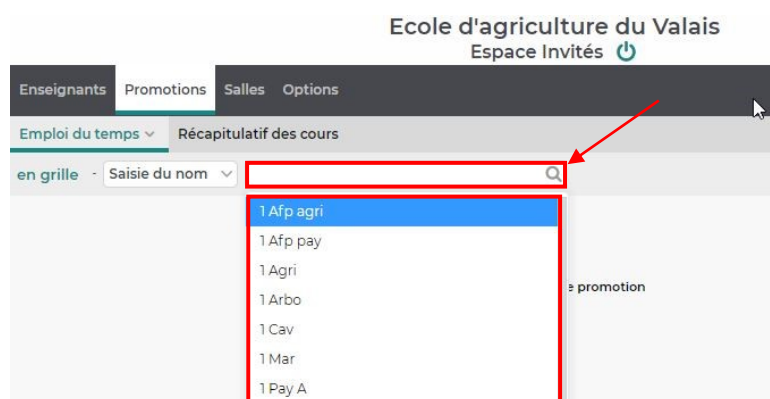 Ecole d'agriculture du Valais
Espace Invités
Enseignants Promotions Salles Options
Emploi du temps Récapitulatif des cours
en grille - Saisie du nom
1 Afp agri
1 Afp pay
1 Agri
e promotion
1 Arbo
1 Cav
1 Mar
1 Pay A